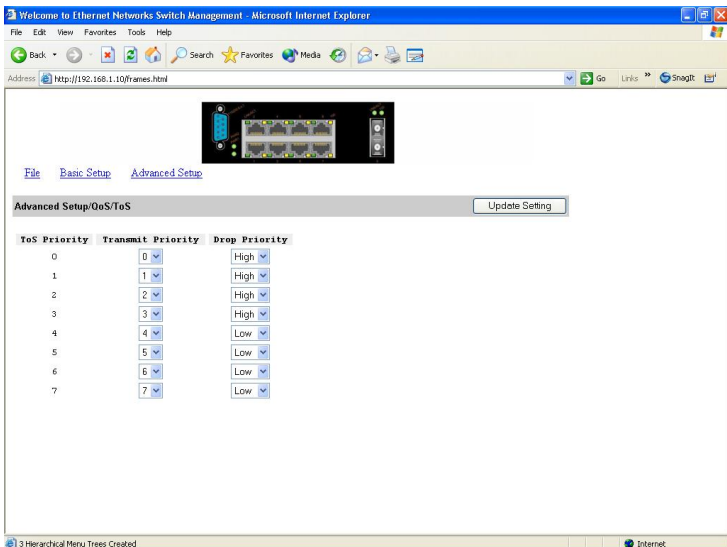 Welcome to Ethernet Networks Switch Management - Microsoft Internet Explorer
File Edit View Favorites Tools Help
Back Search Favorites Media
Address http://192.168.1.10/frames.html Go Links » SnagIt
File Basic Setup Advanced Setup
Advanced Setup/QoS/ToS Update Setting
ToS Priority Transmit Priority Drop Priority
0 0 High
1 1 High
2 2 High
3 3 High
4 4 Low
5 5 Low
6 6 Low
7 7 Low
3 Hierarchical Menu Trees Created Internet